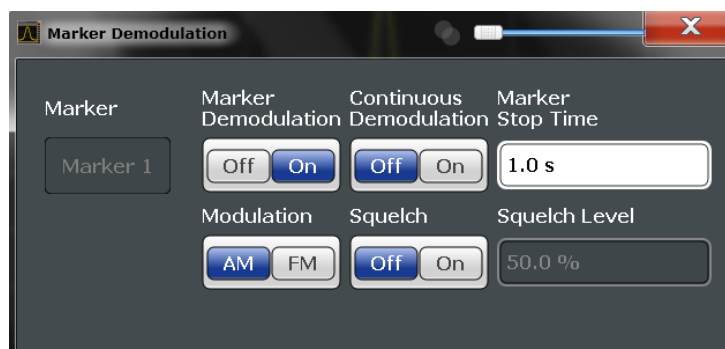 Marker Demodulation
X
Marker
Marker Demodulation
Continuous Demodulation
Marker Stop Time
Marker 1
Off On
Off On
1.0 s
Modulation
Squelch
Squelch Level
AM FM
Off On
50.0 %